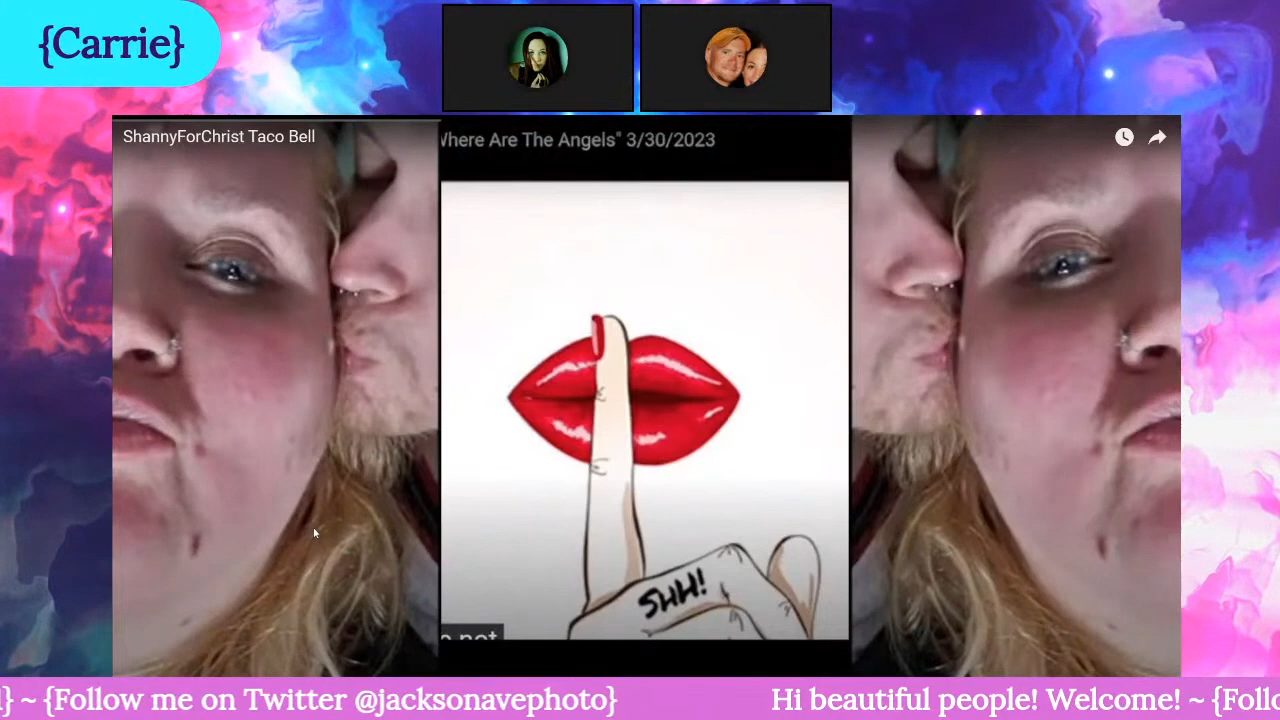 {Carrie}
ShannyForChrist Taco Bell
Where Are The Angels" 3/30/2023
SHH!
not
} ~ {Follow me on Twitter @jacksonavephoto} Hi beautiful people! Welcome! ~ {Follo